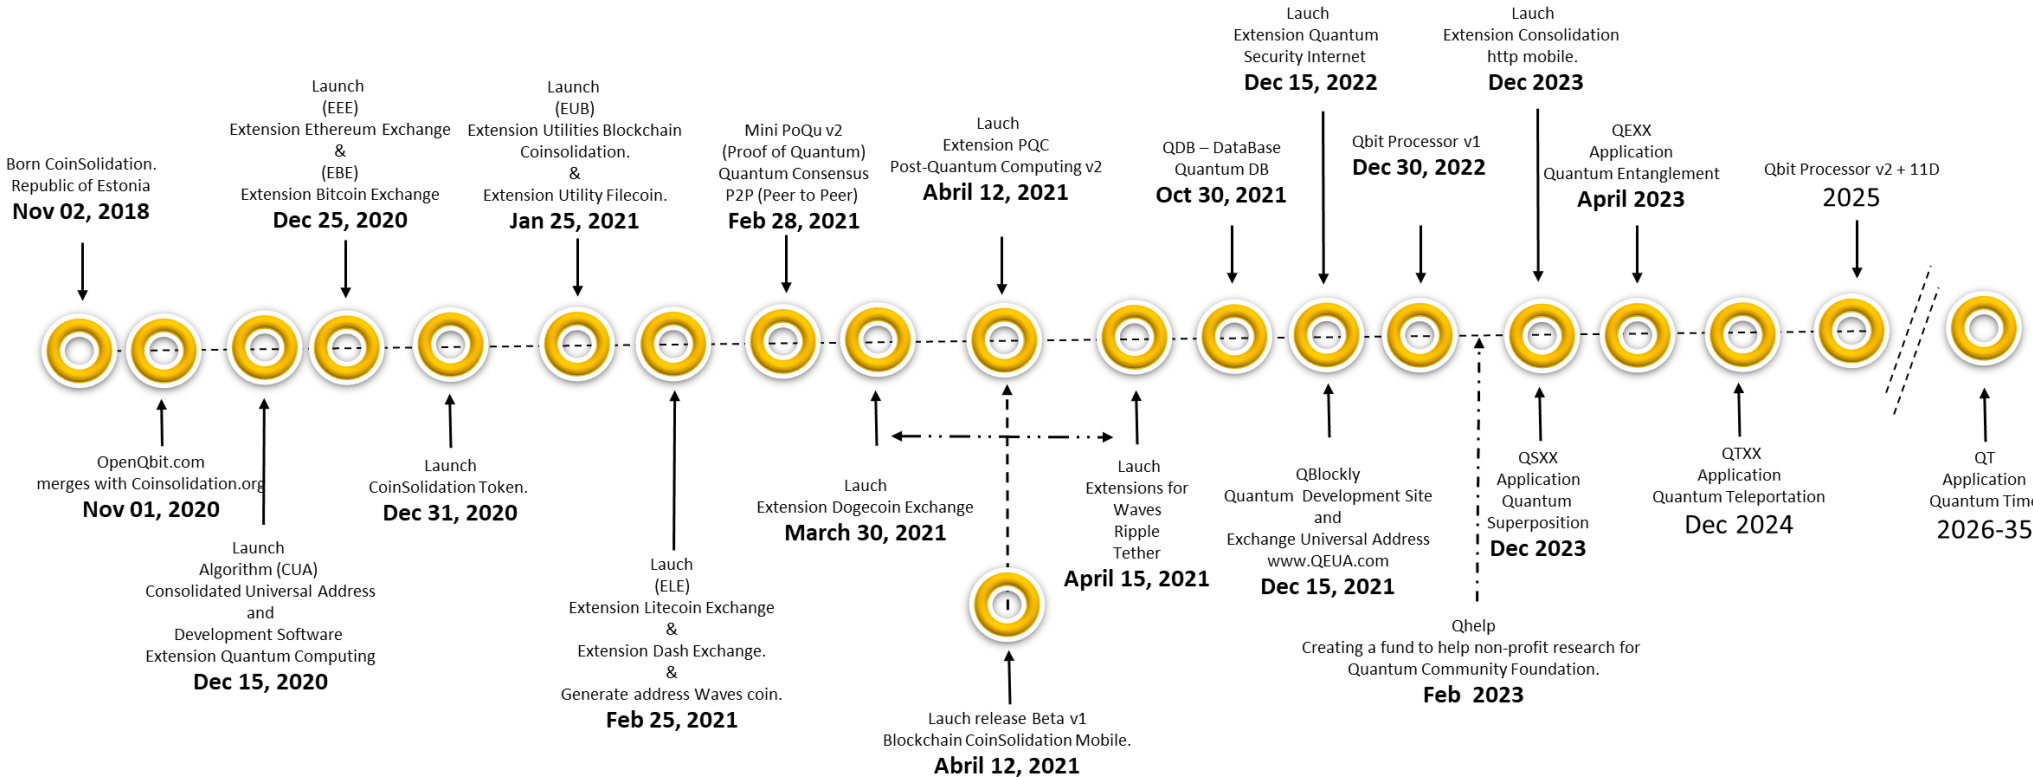 Born CoinSolidation.
Republic of Estonia
Nov 02, 2018
OpenQbit.com
merges with Coinsolidation.org
Nov 01, 2020
Launch
Algorithm (CUA)
Consolidated Universal Address
and
Development Software
Extension Quantum Computing
Dec 15, 2020
Launch
(EEE)
Extension Ethereum Exchange
&
(EBE)
Extension Bitcoin Exchange
Dec 25, 2020
Launch
CoinSolidation Token.
Dec 31, 2020
Launch
(EUB)
Extension Utilities Blockchain
Coinsolidation.
&
Extension Utility Filecoin.
Jan 25, 2021
Lauch
(ELE)
Extension Litecoin Exchange
&
Extension Dash Exchange.
&
Generate address Waves coin.
Feb 25, 2021
Mini PoQu v2
(Proof of Quantum)
Quantum Consensus
P2P (Peer to Peer)
Feb 28, 2021
Lauch
Extension Dogecoin Exchange
March 30, 2021
Lauch
Extension PQC
Post-Quantum Computing v2
Abril 12, 2021
Lauch release Beta v1
Blockchain CoinSolidation Mobile.
Abril 12, 2021
Lauch
Extensions for
Waves
Ripple
Tether
April 15, 2021
QDB – DataBase
Quantum DB
Oct 30, 2021
Lauch
Extension Quantum
Security Internet
Dec 15, 2022
QBlockly
Quantum Development Site
and
Exchange Universal Address
www.QEUA.com
Dec 15, 2021
Qbit Processor v1
Dec 30, 2022
Qhelp
Creating a fund to help non-profit research for
Quantum Community Foundation.
Feb 2023
Lauch
Extension Consolidation
http mobile.
Dec 2023
QSXX
Application
Quantum
Superposition
Dec 2023
QEXX
Application
Quantum Entanglement
April 2023
QTXX
Application
Quantum Teleportation
Dec 2024
Qbit Processor v2 + 11D
2025
QT
Application
Quantum Time
2026-35